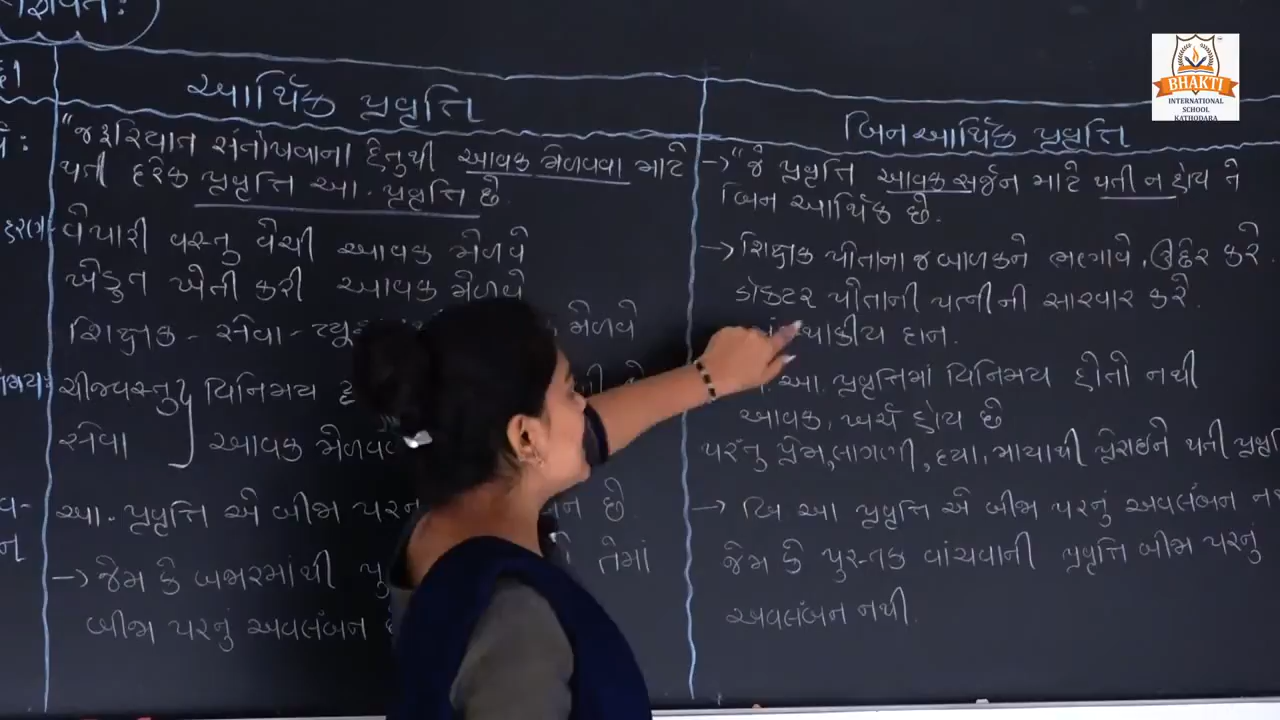 આર્થિક પ્રવૃત્તિ
"જરૂરિયાત સંતોષવાના હેતુથી આવક મેળવવા માટે
થતી દરેક પ્રવૃત્તિ આ. પ્રવૃત્તિ છે.
વેપારી વસ્તુ વેચી આવક મેળવે
ખેડુત ખેતી કરી આવક મેળવે
શિક્ષક - સેવા - મેળવે
ચીજવસ્તુ વિનિમય
સેવા આવક
આ. પ્રવૃત્તિ એ બીજા પર છે
→ જેમ કે બજારમાંથી તેમાં
બીજા પરનું અવલંબન
બિનઆર્થિક પ્રવૃત્તિ
→ "જે પ્રવૃત્તિ આવક સર્જન માટે થતી ન હોય તે
બિન આર્થિક છે.
→ શિક્ષક પોતાના જ બાળકને ભણાવે, ઉછેર કરે
ડોક્ટર પોતાની પત્નીની સારવાર કરે.
દાન.
આ. પ્રવૃત્તિમાં વિનિમય હોતો નથી
આવક, ખર્ચ હોય છે
પરંતુ પ્રેમ, લાગણી, દયા, માયાથી પ્રેરાઇને થતી
→ બિ. આ પ્રવૃત્તિ એ બીજા પરનું અવલંબન
જેમ કે પુસ્તક વાંચવાની પ્રવૃત્તિ બીજા પરનું
અવલંબન નથી.
BHAKTI
INTERNATIONAL
SCHOOL
KATHODARA